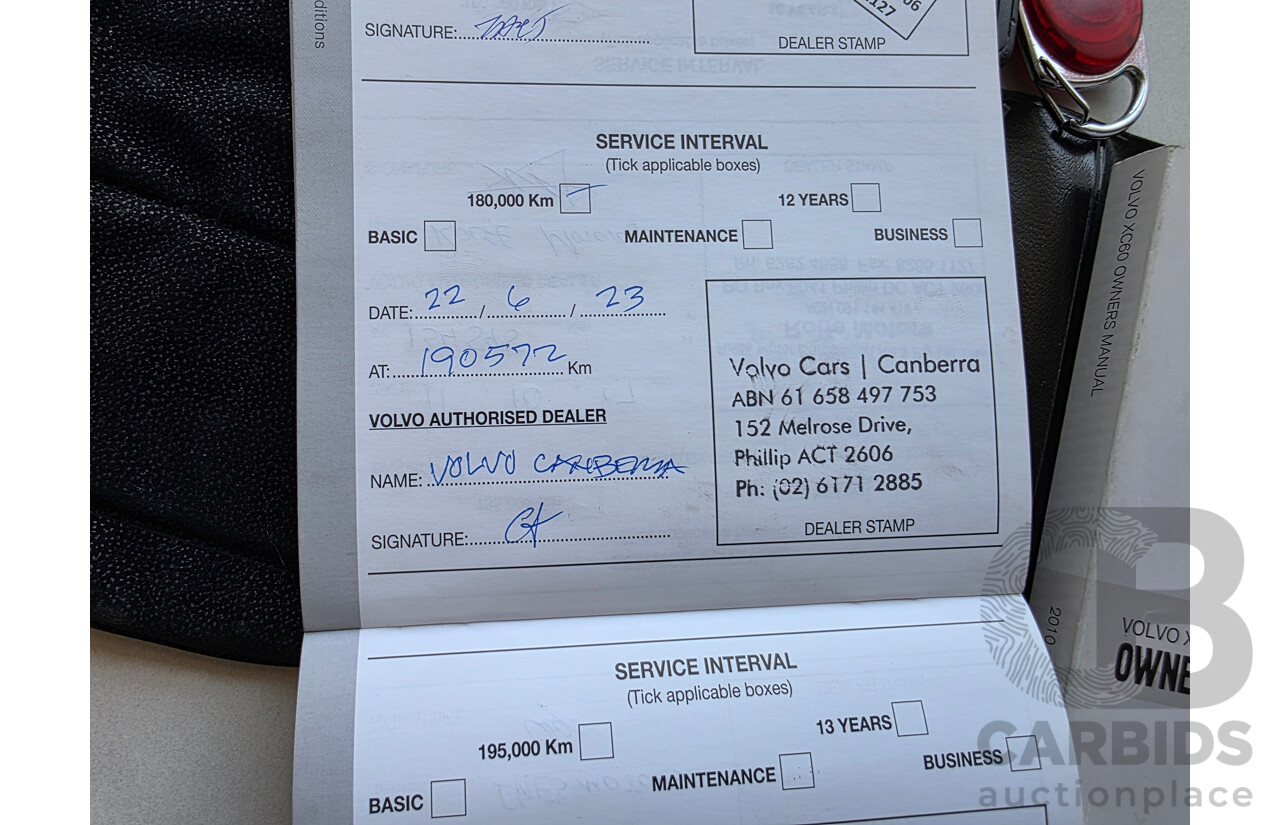 ditions
SIGNATURE:
06
127
DEALER STAMP
SERVICE INTERVAL
(Tick applicable boxes)
180,000 Km
12 YEARS
BASIC
MAINTENANCE
BUSINESS
DATE: 22 / 6 / 23
AT: 190572 Km
VOLVO AUTHORISED DEALER
NAME: VOLVO CANBERRA
SIGNATURE:
Volvo Cars | Canberra
ABN 61 658 497 753
152 Melrose Drive,
Phillip ACT 2606
Ph: (02) 6171 2885
DEALER STAMP
SERVICE INTERVAL
(Tick applicable boxes)
195,000 Km
13 YEARS
BASIC
MAINTENANCE
BUSINESS
VOLVO XC60 OWNERS MANUAL
2010
VOLVO X
OWNE
CARBIDS
auctionplace